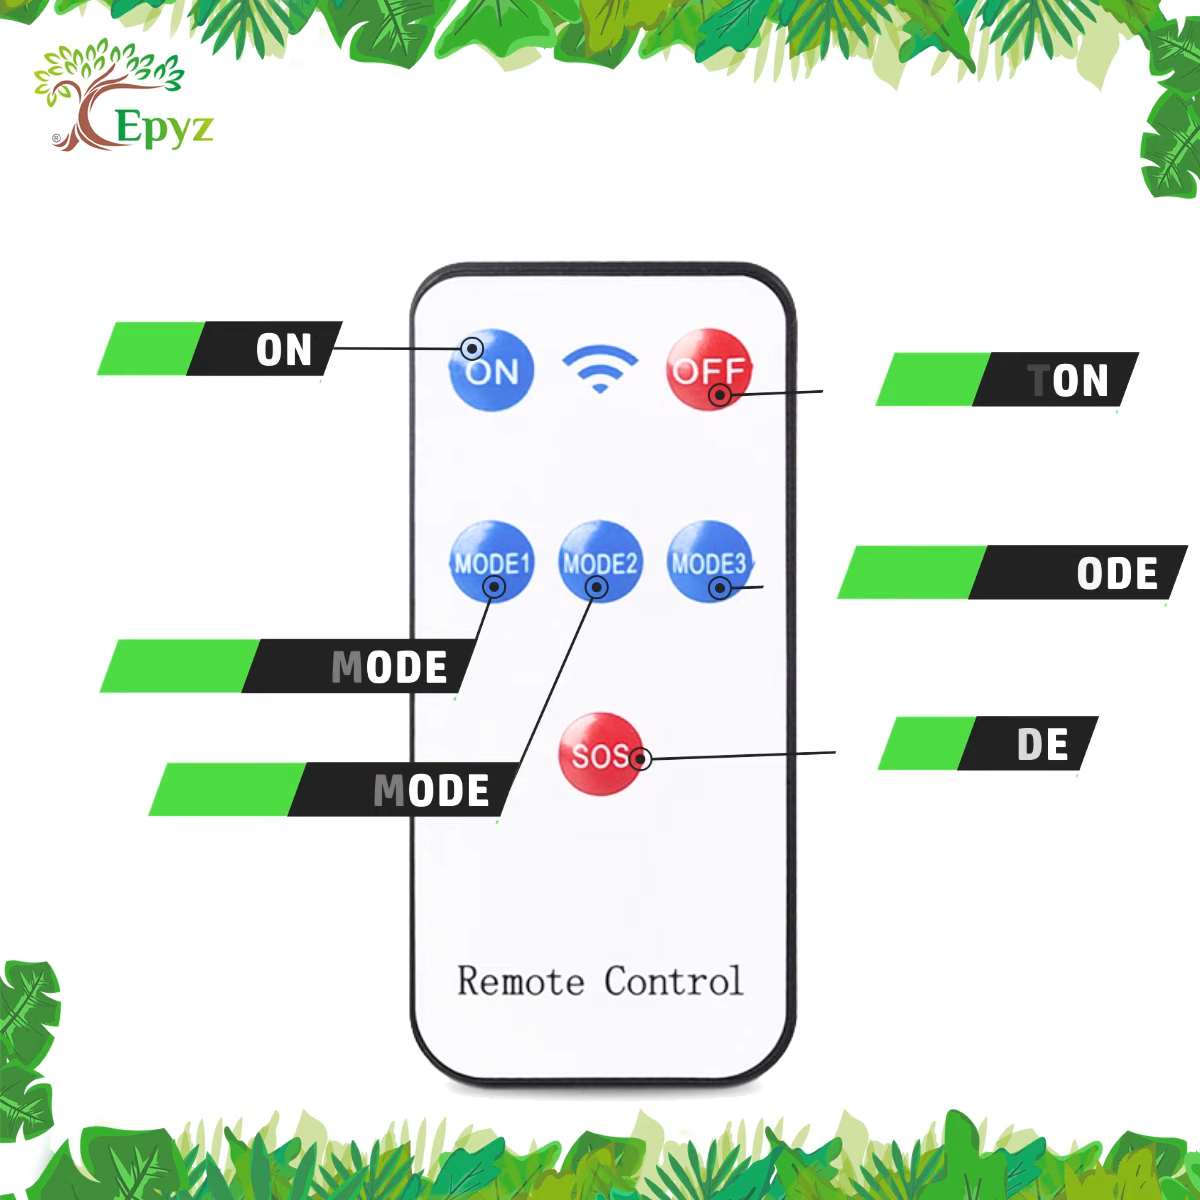 Epyz
®
ON
ON
OFF
TON
MODE1
MODE2
MODE3
ODE
MODE
SOS
DE
MODE
Remote Control